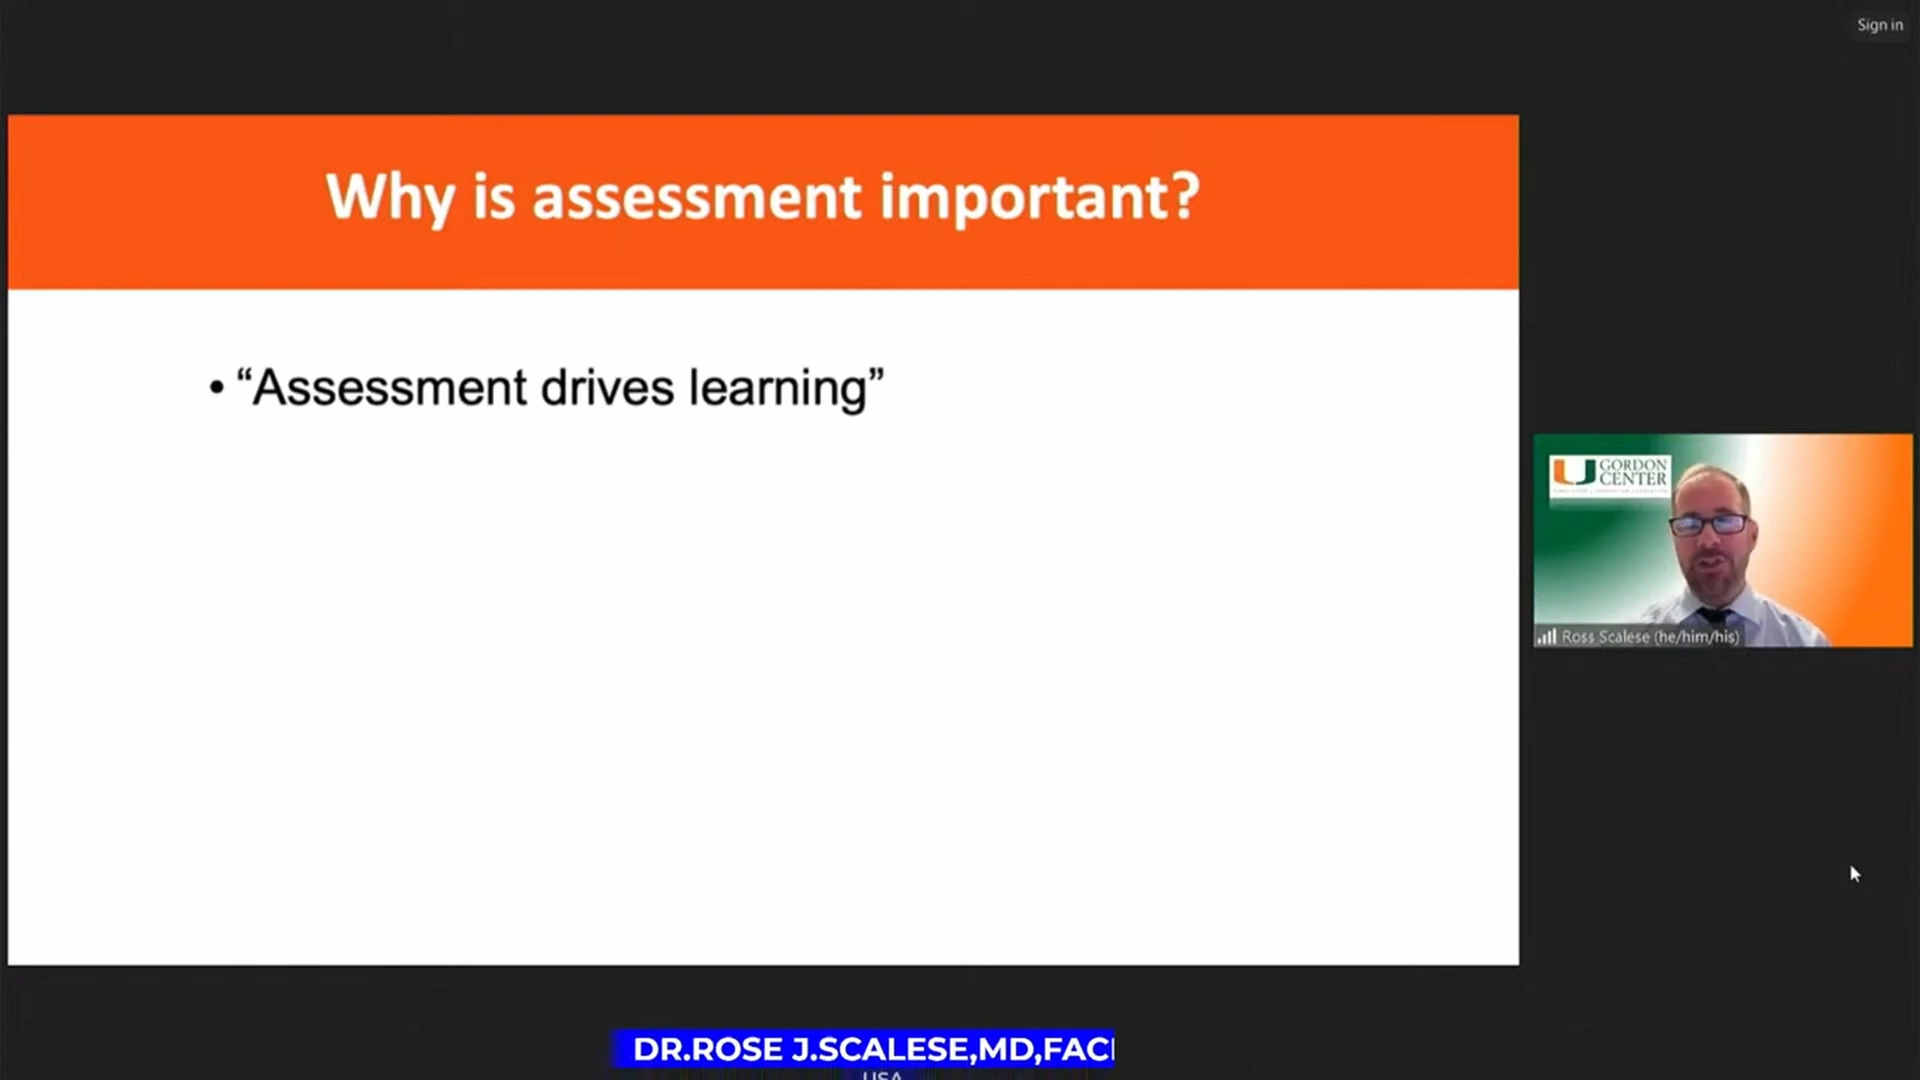 Sign in
Why is assessment important?
• “Assessment drives learning”
GORDON
CENTER
Ross Scalese (he/him/his)
DR.ROSE J.SCALESE,MD,FAC
USA